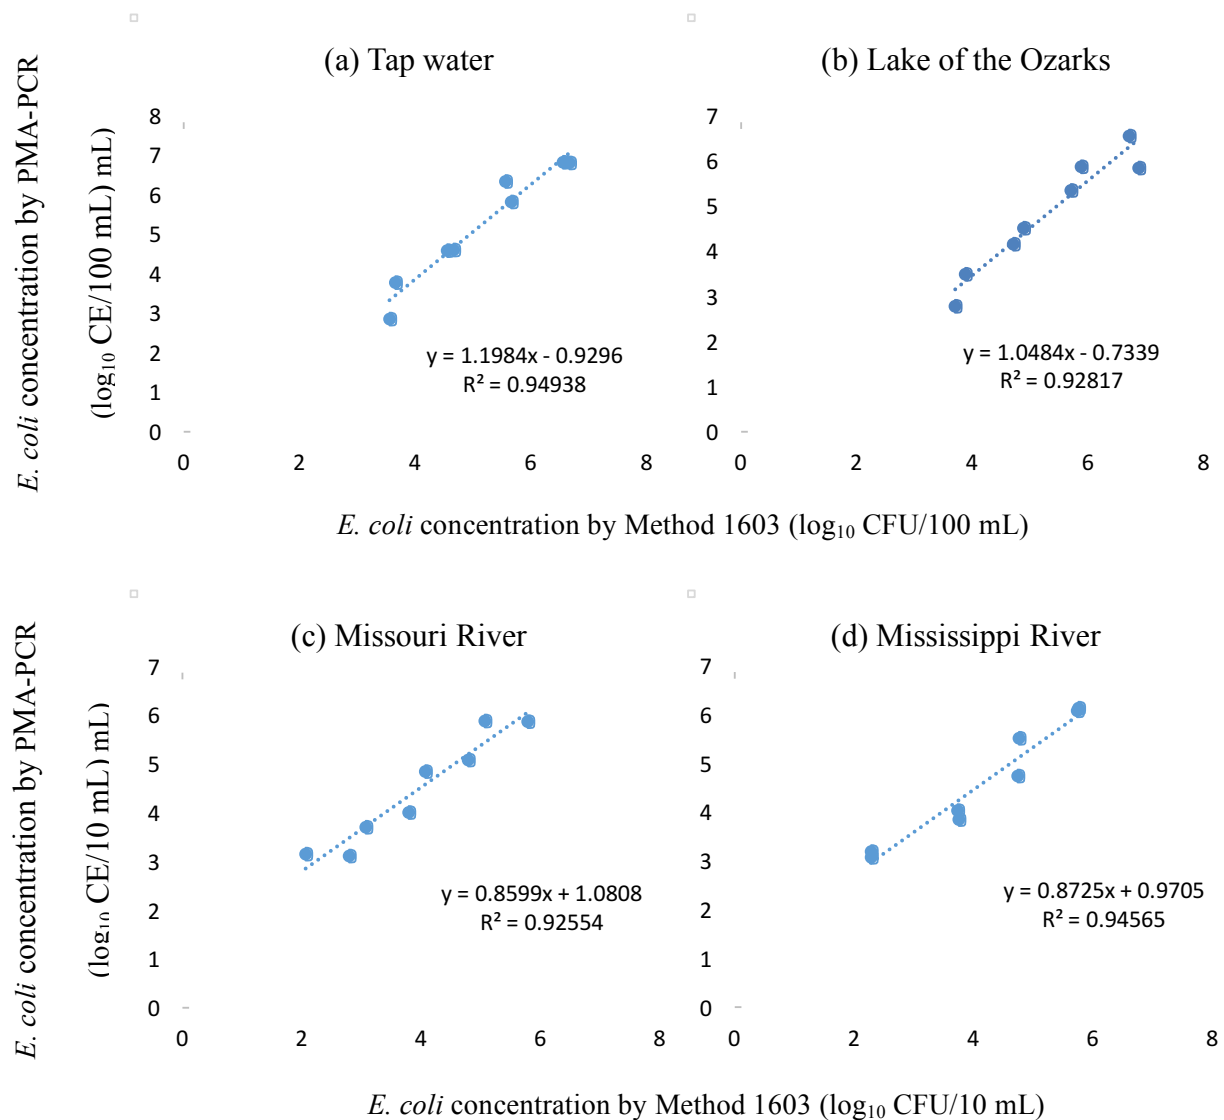 (a) Tap water
E. coli concentration by PMA-PCR
(log₁₀ CE/100 mL) mL)
8
7
6
5
4
3
2
1
0
y = 1.1984x - 0.9296
R² = 0.94938
0 2 4 6 8
(b) Lake of the Ozarks
7
6
5
4
3
2
1
0
y = 1.0484x - 0.7339
R² = 0.92817
0 2 4 6 8
E. coli concentration by Method 1603 (log₁₀ CFU/100 mL)
(c) Missouri River
E. coli concentration by PMA-PCR
(log₁₀ CE/10 mL) mL)
7
6
5
4
3
2
1
0
y = 0.8599x + 1.0808
R² = 0.92554
0 2 4 6 8
(d) Mississippi River
7
6
5
4
3
2
1
0
y = 0.8725x + 0.9705
R² = 0.94565
0 2 4 6 8
E. coli concentration by Method 1603 (log₁₀ CFU/10 mL)